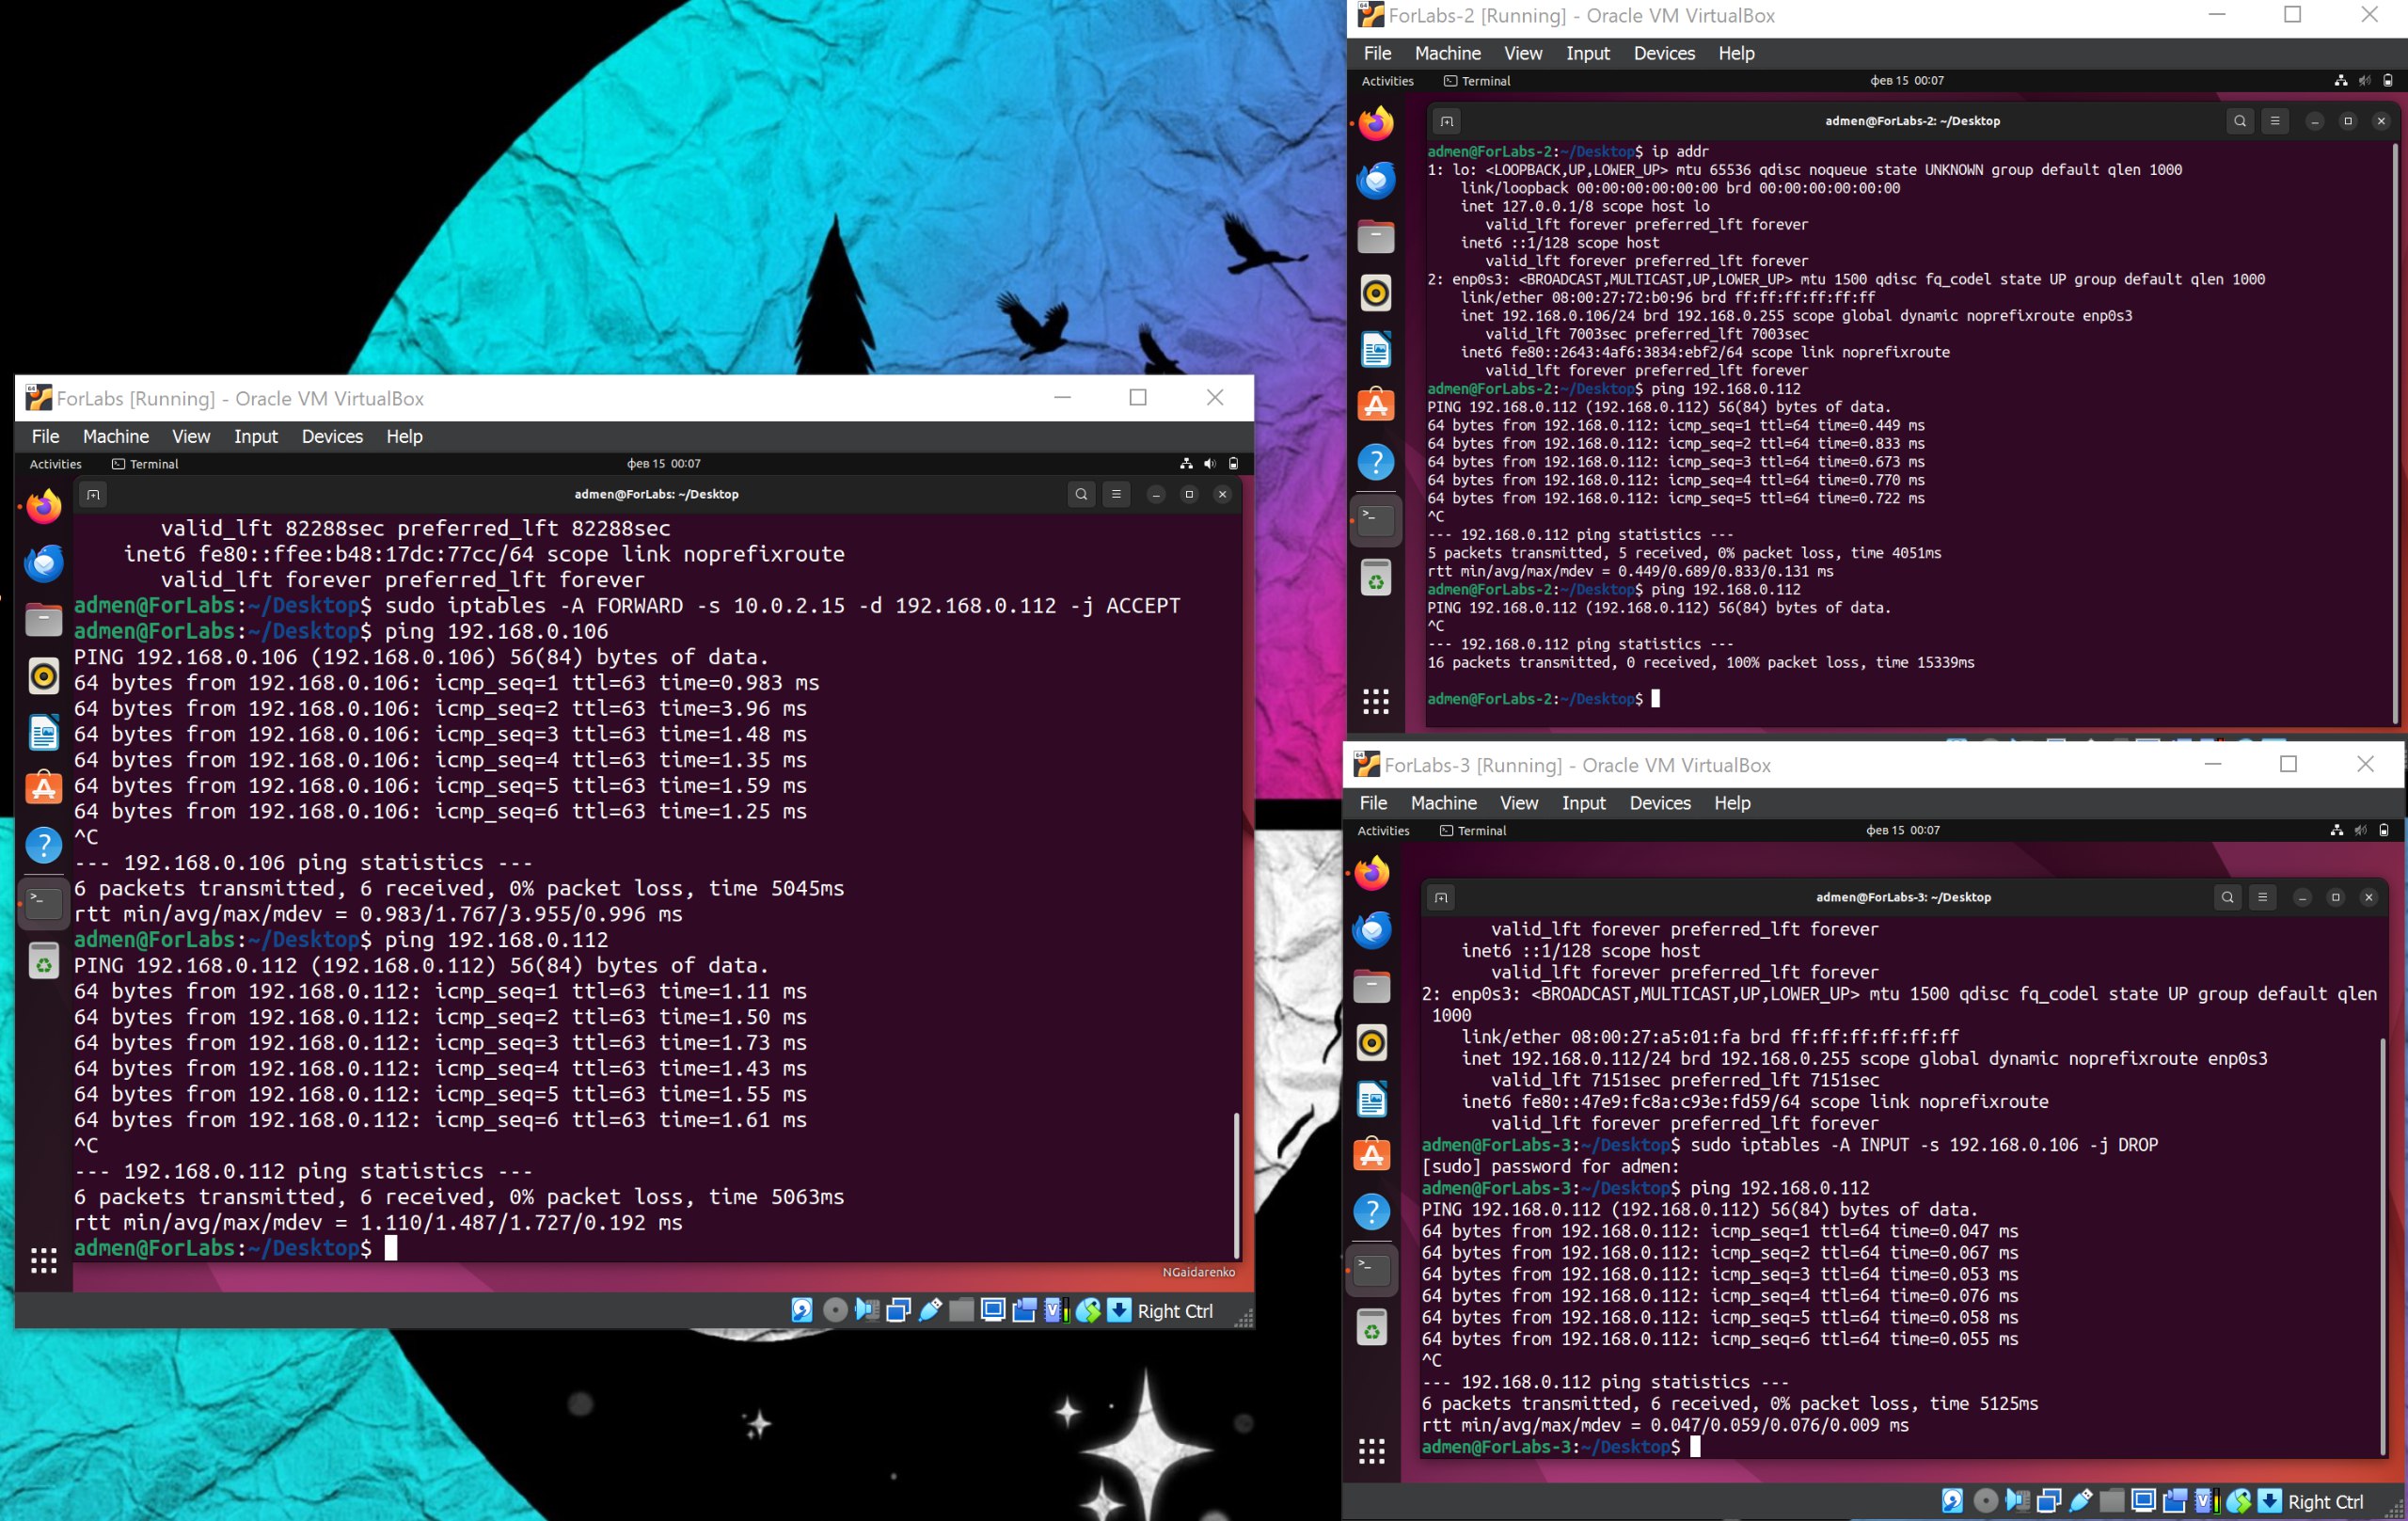 ForLabs [Running] - Oracle VM VirtualBox
File Machine View Input Devices Help
Activities Terminal фев 15 00:07
admen@ForLabs: ~/Desktop
valid_lft 82288sec preferred_lft 82288sec
inet6 fe80::ffee:b48:17dc:77cc/64 scope link noprefixroute
valid_lft forever preferred_lft forever
admen@ForLabs:~/Desktop$ sudo iptables -A FORWARD -s 10.0.2.15 -d 192.168.0.112 -j ACCEPT
admen@ForLabs:~/Desktop$ ping 192.168.0.106
PING 192.168.0.106 (192.168.0.106) 56(84) bytes of data.
64 bytes from 192.168.0.106: icmp_seq=1 ttl=63 time=0.983 ms
64 bytes from 192.168.0.106: icmp_seq=2 ttl=63 time=3.96 ms
64 bytes from 192.168.0.106: icmp_seq=3 ttl=63 time=1.48 ms
64 bytes from 192.168.0.106: icmp_seq=4 ttl=63 time=1.35 ms
64 bytes from 192.168.0.106: icmp_seq=5 ttl=63 time=1.59 ms
64 bytes from 192.168.0.106: icmp_seq=6 ttl=63 time=1.25 ms
^C
--- 192.168.0.106 ping statistics ---
6 packets transmitted, 6 received, 0% packet loss, time 5045ms
rtt min/avg/max/mdev = 0.983/1.767/3.955/0.996 ms
admen@ForLabs:~/Desktop$ ping 192.168.0.112
PING 192.168.0.112 (192.168.0.112) 56(84) bytes of data.
64 bytes from 192.168.0.112: icmp_seq=1 ttl=63 time=1.11 ms
64 bytes from 192.168.0.112: icmp_seq=2 ttl=63 time=1.50 ms
64 bytes from 192.168.0.112: icmp_seq=3 ttl=63 time=1.73 ms
64 bytes from 192.168.0.112: icmp_seq=4 ttl=63 time=1.43 ms
64 bytes from 192.168.0.112: icmp_seq=5 ttl=63 time=1.55 ms
64 bytes from 192.168.0.112: icmp_seq=6 ttl=63 time=1.61 ms
^C
--- 192.168.0.112 ping statistics ---
6 packets transmitted, 6 received, 0% packet loss, time 5063ms
rtt min/avg/max/mdev = 1.110/1.487/1.727/0.192 ms
admen@ForLabs:~/Desktop$
NGaidarenko
Right Ctrl
ForLabs-2 [Running] - Oracle VM VirtualBox
File Machine View Input Devices Help
Activities Terminal фев 15 00:07
admen@ForLabs-2: ~/Desktop
admen@ForLabs-2:~/Desktop$ ip addr
1: lo: <LOOPBACK,UP,LOWER_UP> mtu 65536 qdisc noqueue state UNKNOWN group default qlen 1000
link/loopback 00:00:00:00:00:00 brd 00:00:00:00:00:00
inet 127.0.0.1/8 scope host lo
valid_lft forever preferred_lft forever
inet6 ::1/128 scope host
valid_lft forever preferred_lft forever
2: enp0s3: <BROADCAST,MULTICAST,UP,LOWER_UP> mtu 1500 qdisc fq_codel state UP group default qlen 1000
link/ether 08:00:27:72:b0:96 brd ff:ff:ff:ff:ff:ff
inet 192.168.0.106/24 brd 192.168.0.255 scope global dynamic noprefixroute enp0s3
valid_lft 7003sec preferred_lft 7003sec
inet6 fe80::2643:4af6:3834:ebf2/64 scope link noprefixroute
valid_lft forever preferred_lft forever
admen@ForLabs-2:~/Desktop$ ping 192.168.0.112
PING 192.168.0.112 (192.168.0.112) 56(84) bytes of data.
64 bytes from 192.168.0.112: icmp_seq=1 ttl=64 time=0.449 ms
64 bytes from 192.168.0.112: icmp_seq=2 ttl=64 time=0.833 ms
64 bytes from 192.168.0.112: icmp_seq=3 ttl=64 time=0.673 ms
64 bytes from 192.168.0.112: icmp_seq=4 ttl=64 time=0.770 ms
64 bytes from 192.168.0.112: icmp_seq=5 ttl=64 time=0.722 ms
^C
--- 192.168.0.112 ping statistics ---
5 packets transmitted, 5 received, 0% packet loss, time 4051ms
rtt min/avg/max/mdev = 0.449/0.689/0.833/0.131 ms
admen@ForLabs-2:~/Desktop$ ping 192.168.0.112
PING 192.168.0.112 (192.168.0.112) 56(84) bytes of data.
^C
--- 192.168.0.112 ping statistics ---
16 packets transmitted, 0 received, 100% packet loss, time 15339ms
admen@ForLabs-2:~/Desktop$
ForLabs-3 [Running] - Oracle VM VirtualBox
File Machine View Input Devices Help
Activities Terminal фев 15 00:07
admen@ForLabs-3: ~/Desktop
valid_lft forever preferred_lft forever
inet6 ::1/128 scope host
valid_lft forever preferred_lft forever
2: enp0s3: <BROADCAST,MULTICAST,UP,LOWER_UP> mtu 1500 qdisc fq_codel state UP group default qlen
1000
link/ether 08:00:27:a5:01:fa brd ff:ff:ff:ff:ff:ff
inet 192.168.0.112/24 brd 192.168.0.255 scope global dynamic noprefixroute enp0s3
valid_lft 7151sec preferred_lft 7151sec
inet6 fe80::47e9:fc8a:c93e:fd59/64 scope link noprefixroute
valid_lft forever preferred_lft forever
admen@ForLabs-3:~/Desktop$ sudo iptables -A INPUT -s 192.168.0.106 -j DROP
[sudo] password for admen:
admen@ForLabs-3:~/Desktop$ ping 192.168.0.112
PING 192.168.0.112 (192.168.0.112) 56(84) bytes of data.
64 bytes from 192.168.0.112: icmp_seq=1 ttl=64 time=0.047 ms
64 bytes from 192.168.0.112: icmp_seq=2 ttl=64 time=0.067 ms
64 bytes from 192.168.0.112: icmp_seq=3 ttl=64 time=0.053 ms
64 bytes from 192.168.0.112: icmp_seq=4 ttl=64 time=0.076 ms
64 bytes from 192.168.0.112: icmp_seq=5 ttl=64 time=0.058 ms
64 bytes from 192.168.0.112: icmp_seq=6 ttl=64 time=0.055 ms
^C
--- 192.168.0.112 ping statistics ---
6 packets transmitted, 6 received, 0% packet loss, time 5125ms
rtt min/avg/max/mdev = 0.047/0.059/0.076/0.009 ms
admen@ForLabs-3:~/Desktop$
Right Ctrl